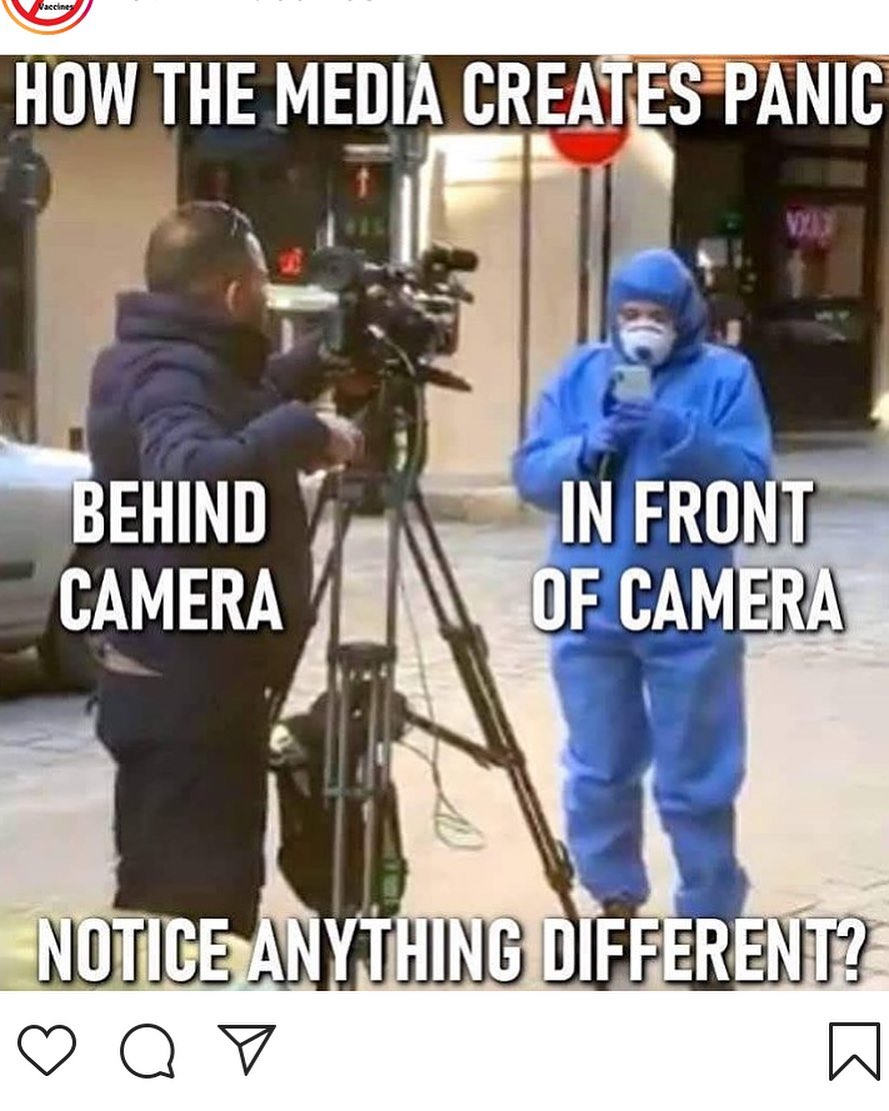 Vaccines
HOW THE MEDIA CREATES PANIC
BEHIND
CAMERA
IN FRONT
OF CAMERA
NOTICE ANYTHING DIFFERENT?